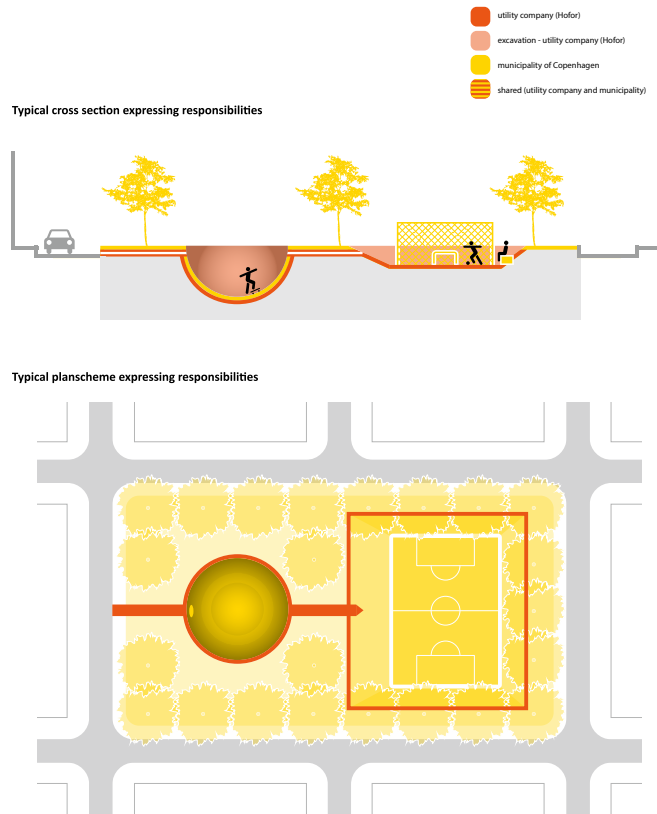 utility company (Hofor)
excavation - utility company (Hofor)
municipality of Copenhagen
shared (utility company and municipality)
Typical cross section expressing responsibilities
Typical planscheme expressing responsibilities